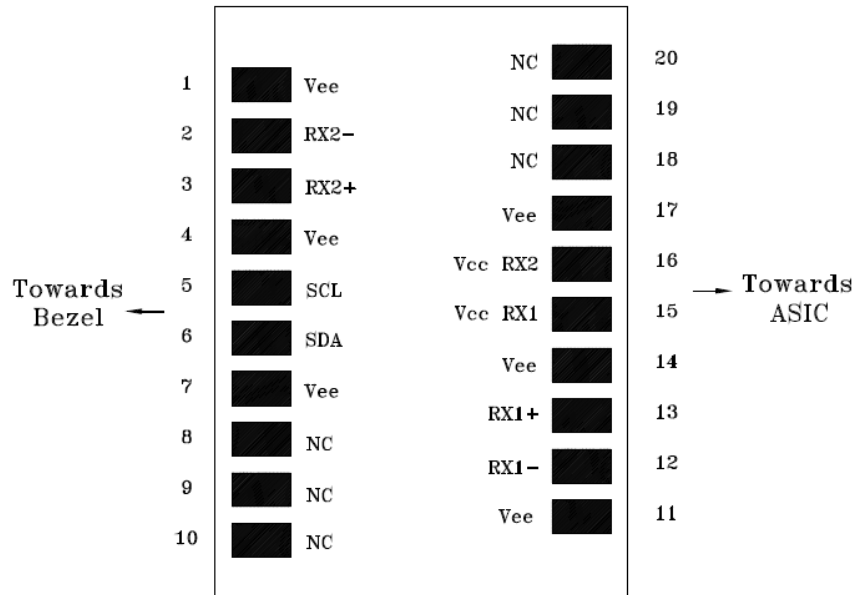 1 Vee
2 RX2-
3 RX2+
4 Vee
5 SCL
6 SDA
7 Vee
8 NC
9 NC
10 NC
Towards
Bezel
NC 20
NC 19
NC 18
Vee 17
Vcc RX2 16
Vcc RX1 15
Vee 14
RX1+ 13
RX1- 12
Vee 11
Towards
ASIC